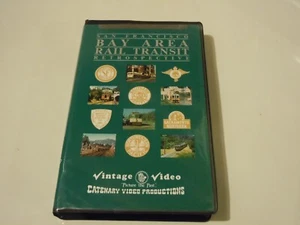 SAN FRANCISCO
BAY AREA
RAIL TRANSIT
RETROSPECTIVE
Vintage Video
"Picture the Past"
CATENARY VIDEO PRODUCTIONS